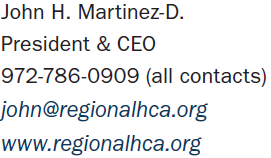 John H. Martinez-D.
President & CEO
972-786-0909 (all contacts)
john@regionalhca.org
www.regionalhca.org